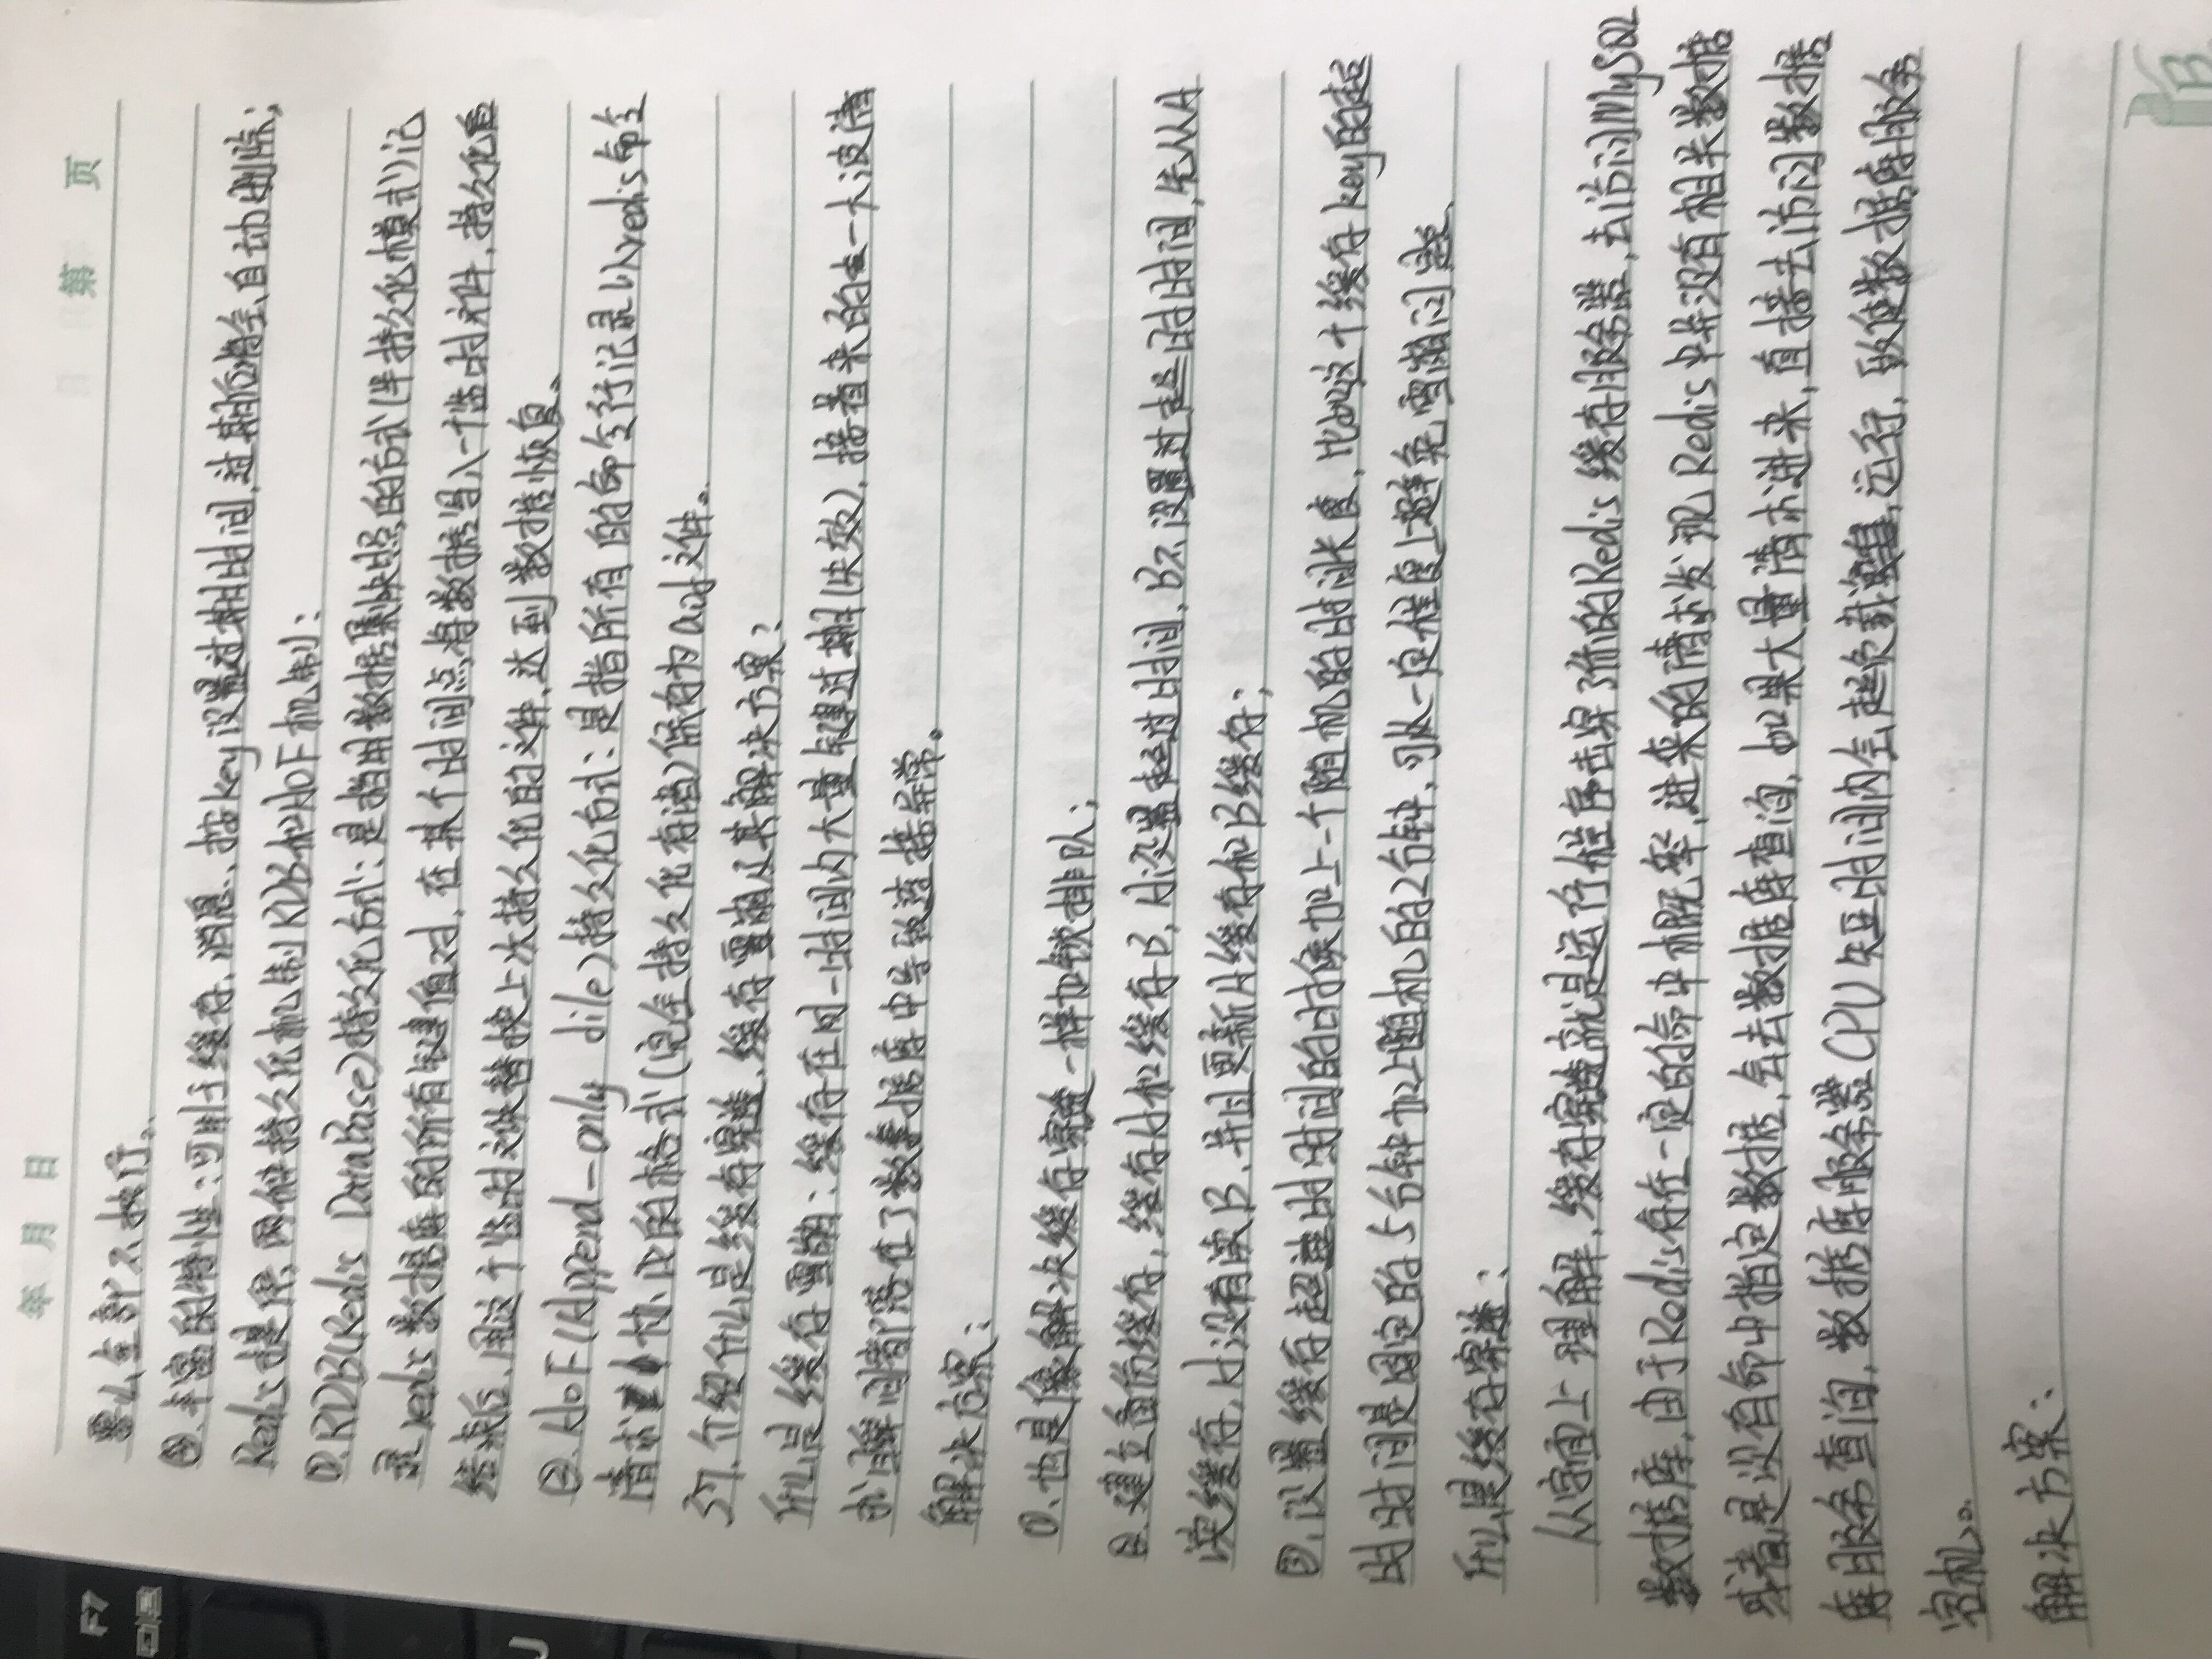 年 月 日
第 页
F7
J
要么全部不执行。
④.丰富的特性:可用于缓存、消息、按key设置过期时间,过期后将会自动删除;
Redis提供两种持久化机制RDB和AOF机制:
①.RDB(Redis DataBase)持久化方式:是指用数据集快照的方式(半持久化模式)记
录redis数据库的所有键值对,在某个时间点将数据写入一个临时文件,持久化
结束后,用这个临时文件替换上次持久化的文件,达到数据恢复。
②.AOF(Append-only file)持久化方式:是指所有的命令行记录以redis命令
请求协议的格式(完全持久化存储)保存为aof文件。
37.介绍什么是缓存穿透、缓存雪崩及其解决方案?
什么是缓存雪崩:缓存在同一时间内大量键过期(失效),接着来的一大波请
求瞬间都落在了数据库中导致连接异常。
解决方案:
①、也是像解决缓存穿透一样加锁排队;
②.建立备份缓存,缓存A和缓存B,A设置超过时间,B不设置过超时时间,先从A
读缓存,A没有读B,并且更新A缓存和B缓存;
③.设置缓存超时时间的时候加上一个随机的时间长度,比如这个缓存key的超
时时间是固定的5分钟加上随机的2分钟,可从一定程度上避免雪崩问题。
什么是缓存穿透:
从字面上理解,缓存穿透就是运行程序击穿了你的Redis缓存服务器,去访问MySQL
数据库,由于Redis存在一定的命中概率,进来的请求发现Redis中并没有相关数据
或者是没有命中指定数据,会去数据库查询,如果大量请求进来,直接去访问数据
库服务查询,数据库服务器CPU短时间内会超负载运行,致使数据库服务
宕机。
解决方案:
B